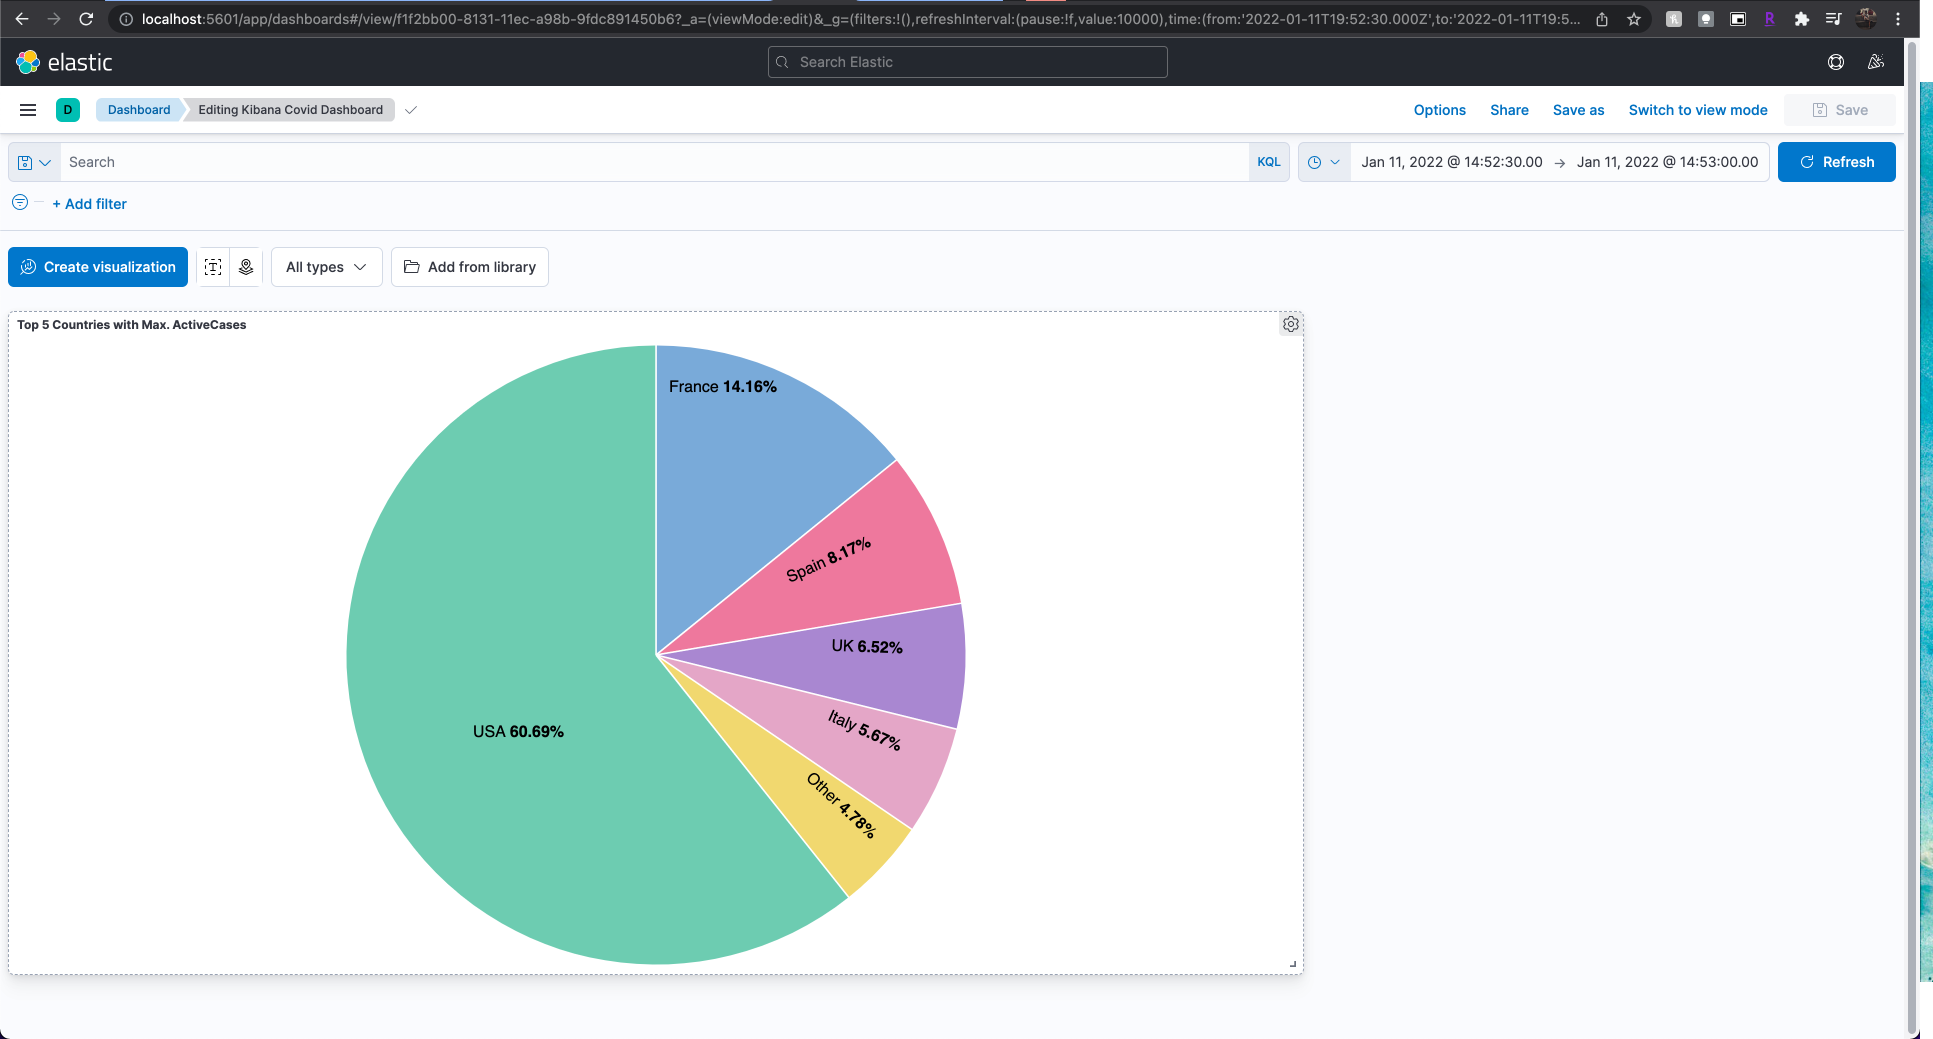 localhost:5601/app/dashboards#/view/f1f2bb00-8131-11ec-a98b-9fdc891450b6?_a=(viewMode:edit)&_g=(filters:!(),refreshInterval:(pause:!f,value:10000),time:(from:'2022-01-11T19:52:30.000Z',to:'2022-01-11T19:5...
R
elastic
Search Elastic
D
Dashboard
Editing Kibana Covid Dashboard
Options
Share
Save as
Switch to view mode
Save
Search
KQL
Jan 11, 2022 @ 14:52:30.00 → Jan 11, 2022 @ 14:53:00.00
Refresh
+ Add filter
Create visualization
T
All types
Add from library
Top 5 Countries with Max. ActiveCases
France 14.16%
Spain 8.17%
UK 6.52%
Italy 5.67%
USA 60.69%
Other 4.78%